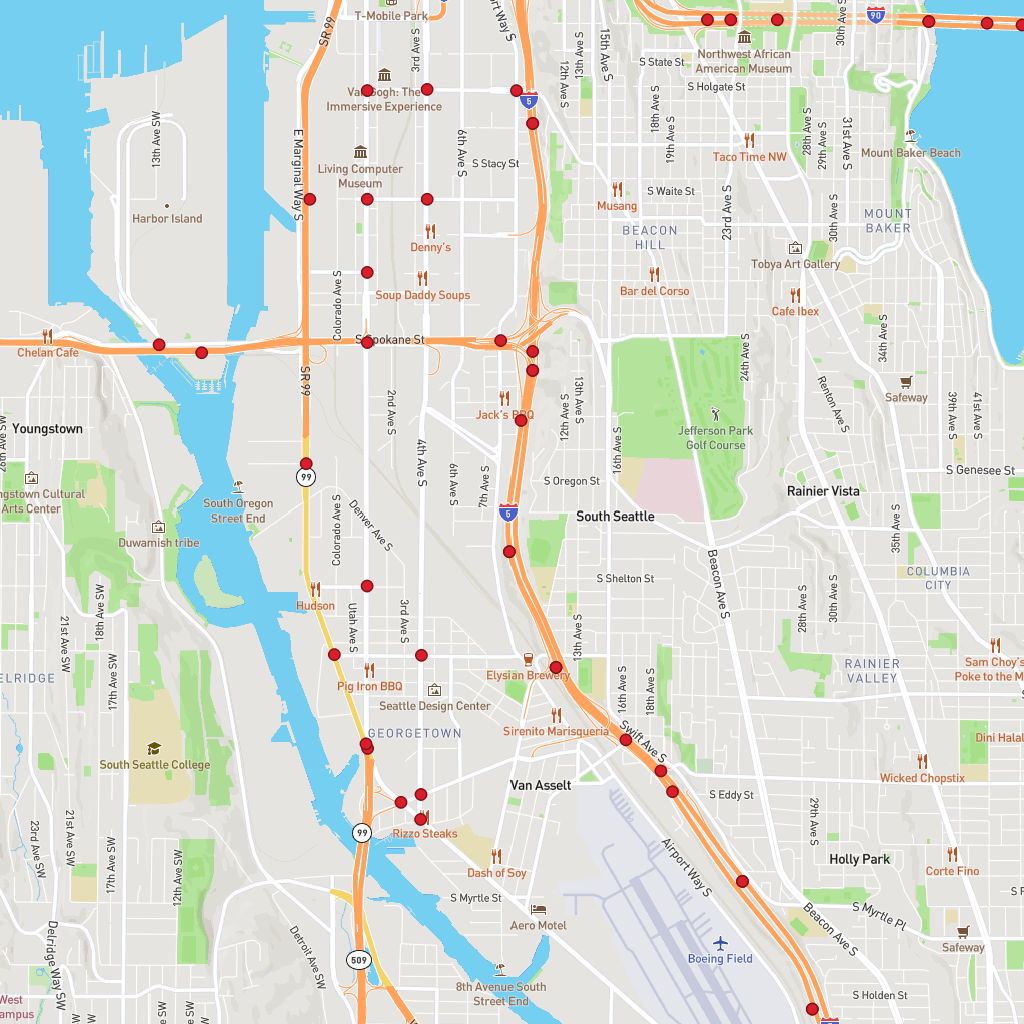 T-Mobile Park
SR 99
3rd Ave S
Airport Way S
15th Ave S
30th Ave S
90
Northwest African
American Museum
S State St
S Holgate St
12th Ave S
13th Ave S
Van Gogh: The
Immersive Experience
5
18th Ave S
19th Ave S
28th Ave S
29th Ave S
31st Ave S
13th Ave SW
E Marginal Way S
6th Ave S
S Stacy St
Taco Time NW
Mount Baker Beach
Living Computer
Museum
S Waite St
Musang
23rd Ave S
30th Ave S
MOUNT
BAKER
Harbor Island
Denny's
BEACON
HILL
Tobya Art Gallery
Colorado Ave S
Soup Daddy Soups
Bar del Corso
Cafe Ibex
34th Ave S
Chelan Cafe
S Spokane St
24th Ave S
SR 99
2nd Ave S
Jack's BBQ
12th Ave S
13th Ave S
Jefferson Park
Golf Course
Renton Ave S
Safeway
39th Ave S
41st Ave S
Youngstown
26th Ave SW
4th Ave S
6th Ave S
7th Ave S
16th Ave S
S Genesee St
99
S Oregon St
Rainier Vista
ngstown Cultural
Arts Center
South Oregon
Street End
Colorado Ave S
Denver Ave S
5
South Seattle
35th Ave S
Duwamish tribe
S Shelton St
Beacon Ave S
COLUMBIA
CITY
Hudson
Utah Ave S
3rd Ave S
13th Ave S
28th Ave S
30th Ave S
21st Ave SW
18th Ave SW
17th Ave SW
Sam Choy's
Poke to the M
ELRIDGE
Pig Iron BBQ
Elysian Brewery
16th Ave S
18th Ave S
RAINIER
VALLEY
Seattle Design Center
Sirenito Marisqueria
Swift Ave S
GEORGETOWN
Dini Halal
South Seattle College
Van Asselt
Wicked Chopstix
S Eddy St
29th Ave S
23rd Ave SW
21st Ave SW
17th Ave SW
12th Ave SW
99
Rizzo Steaks
Dash of Soy
Airport Way S
Holly Park
Corte Fino
S Myrtle St
S Myrtle Pl
Aero Motel
Beacon Ave S
Safeway
Delridge Way SW
Detroit Ave SW
509
Boeing Field
8th Avenue South
Street End
S Holden St
West
ampus